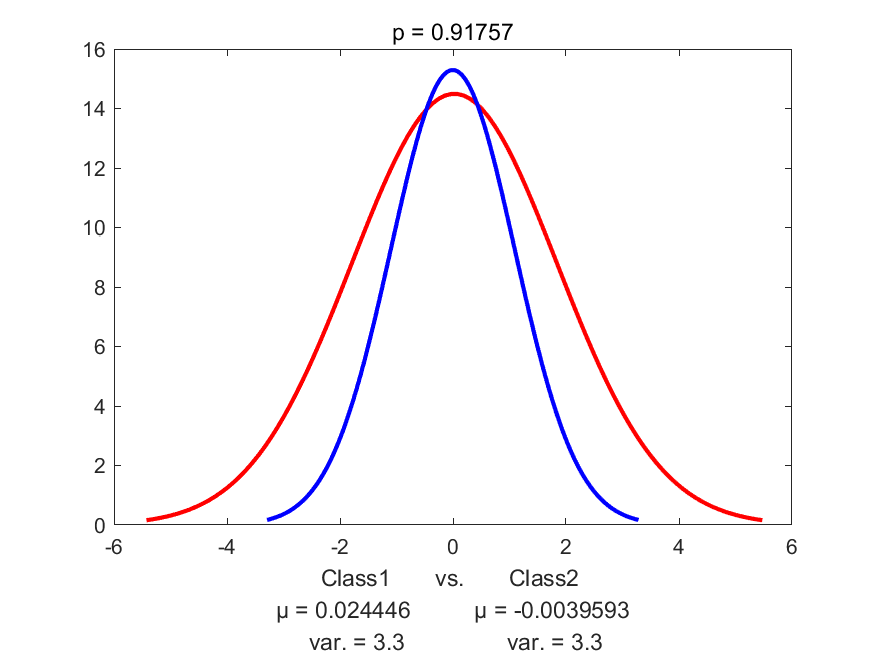 p = 0.91757
16
14
12
10
8
6
4
2
0
-6 -4 -2 0 2 4 6
Class1 vs. Class2
μ = 0.024446 μ = -0.0039593
var. = 3.3 var. = 3.3